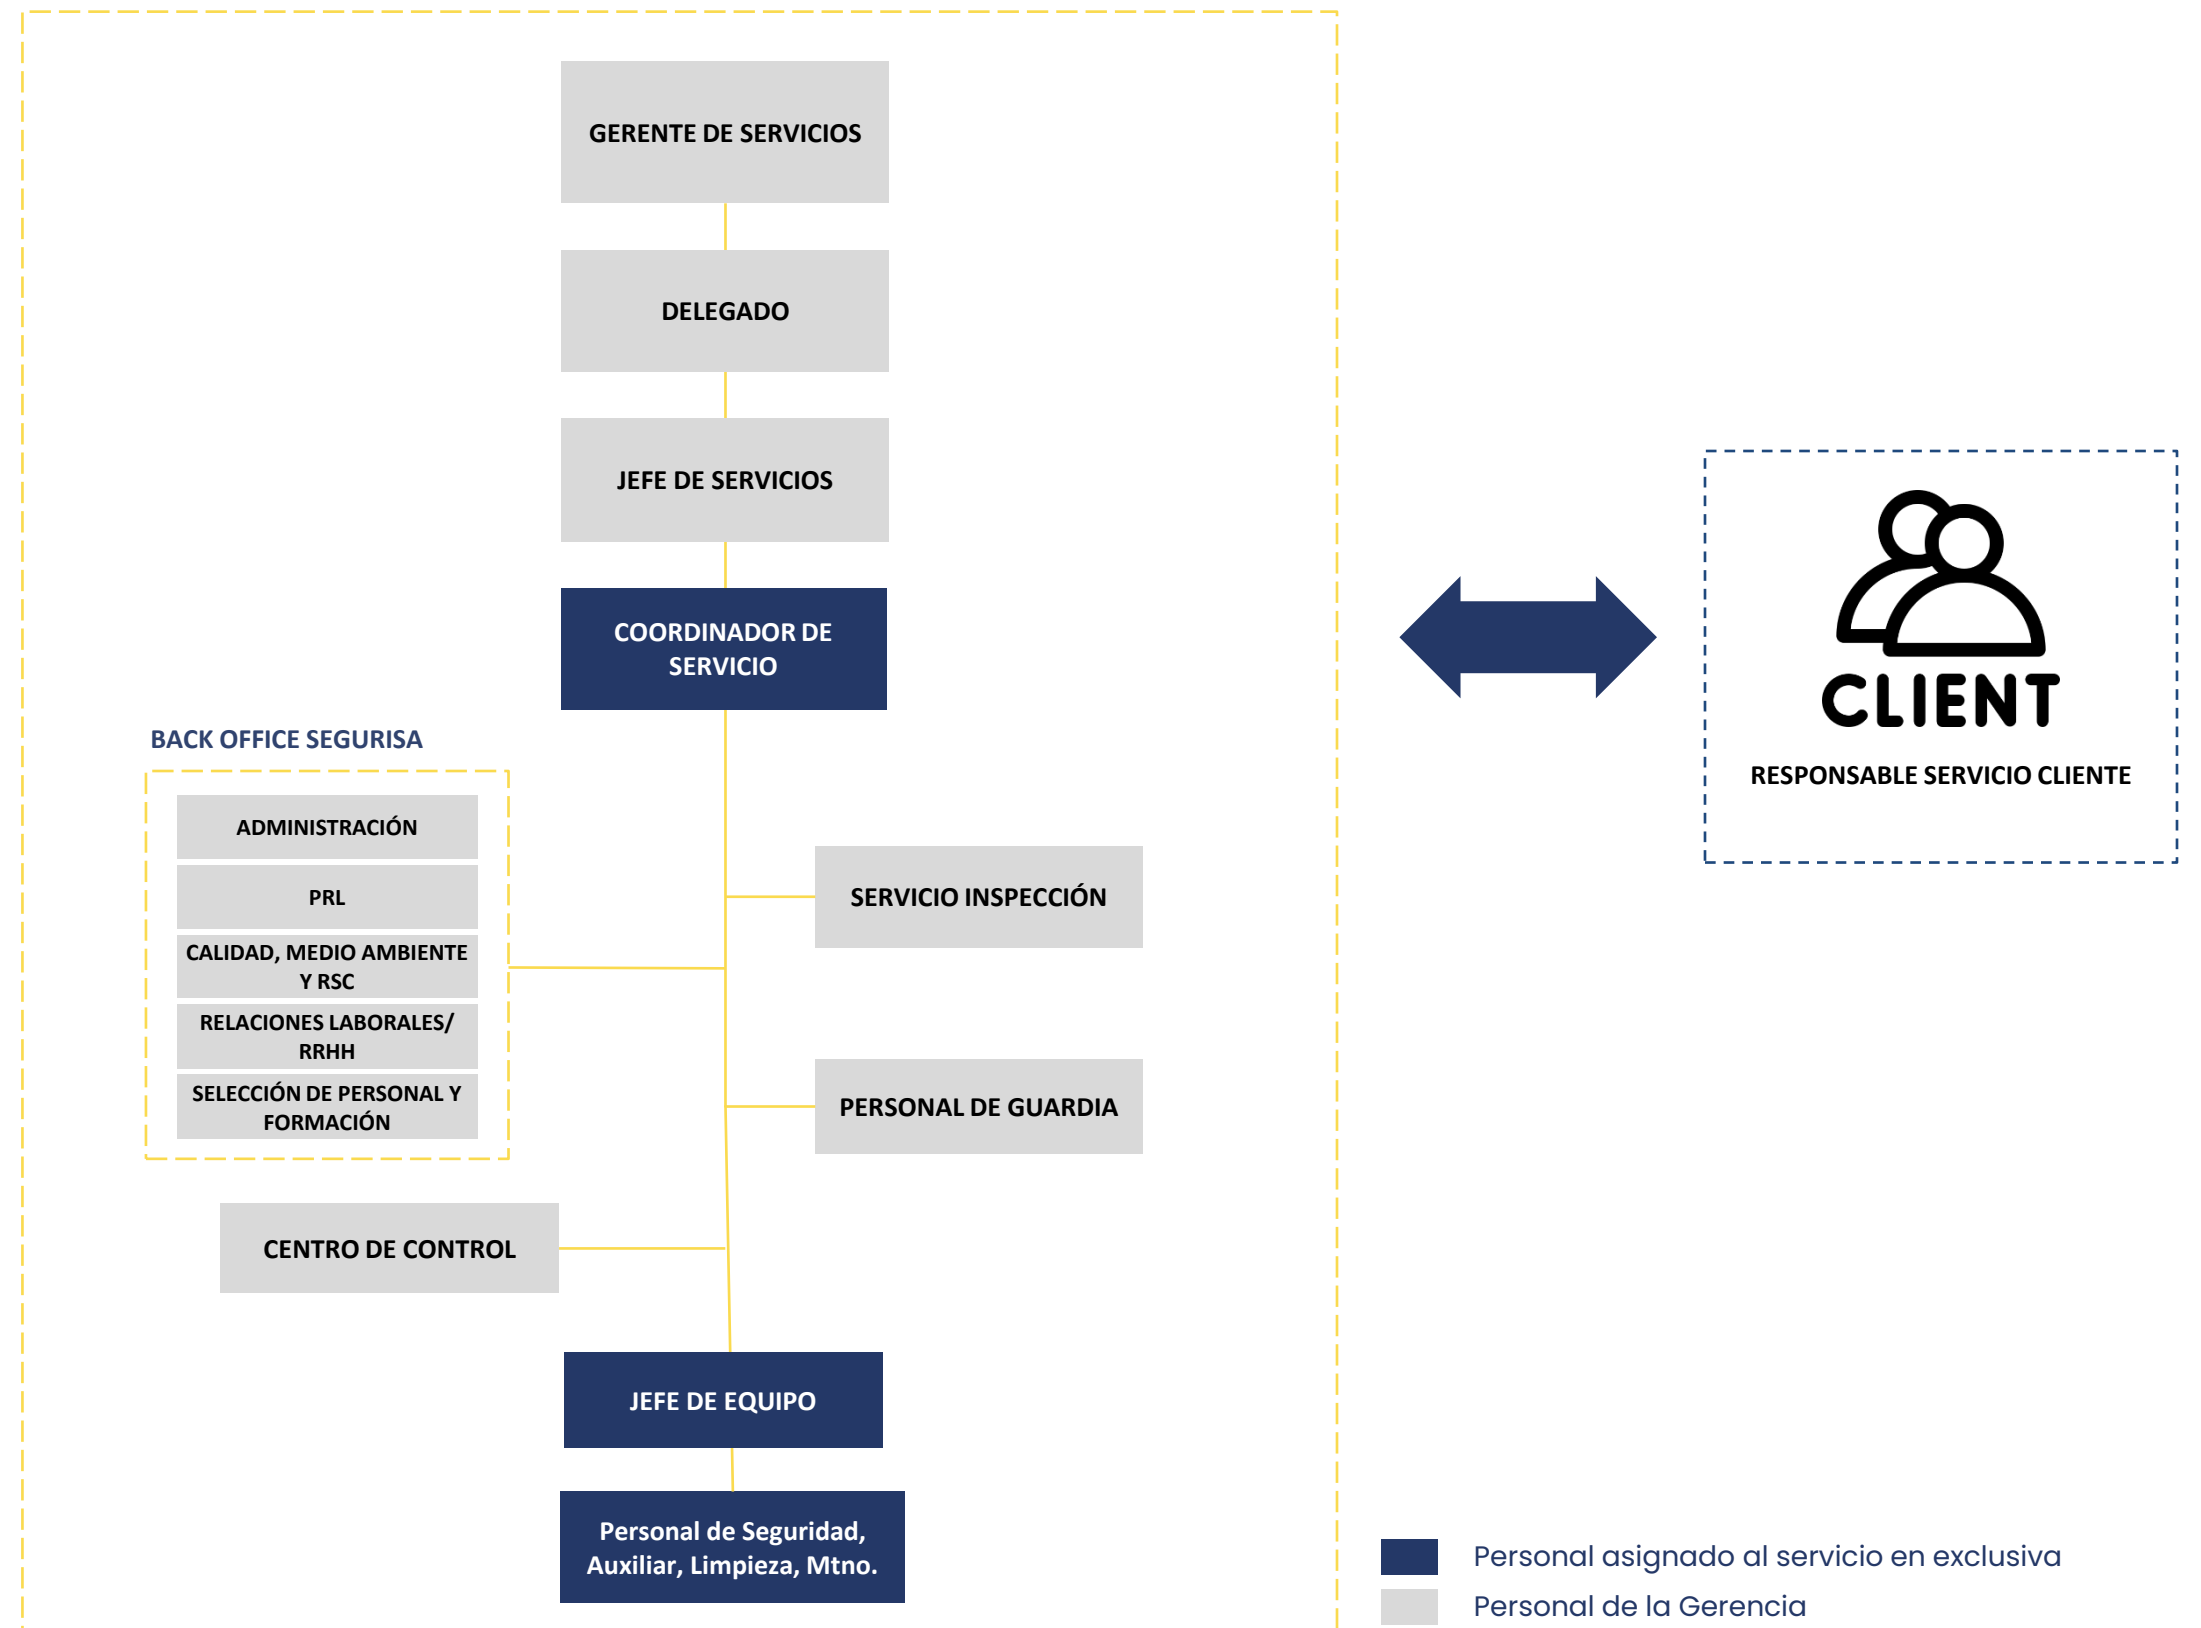 GERENTE DE SERVICIOS
DELEGADO
JEFE DE SERVICIOS
COORDINADOR DE
SERVICIO
BACK OFFICE SEGURISA
ADMINISTRACIÓN
PRL
CALIDAD, MEDIO AMBIENTE
Y RSC
RELACIONES LABORALES/
RRHH
SELECCIÓN DE PERSONAL Y
FORMACIÓN
SERVICIO INSPECCIÓN
PERSONAL DE GUARDIA
CENTRO DE CONTROL
JEFE DE EQUIPO
Personal de Seguridad,
Auxiliar, Limpieza, Mtno.
CLIENT
RESPONSABLE SERVICIO CLIENTE
Personal asignado al servicio en exclusiva
Personal de la Gerencia